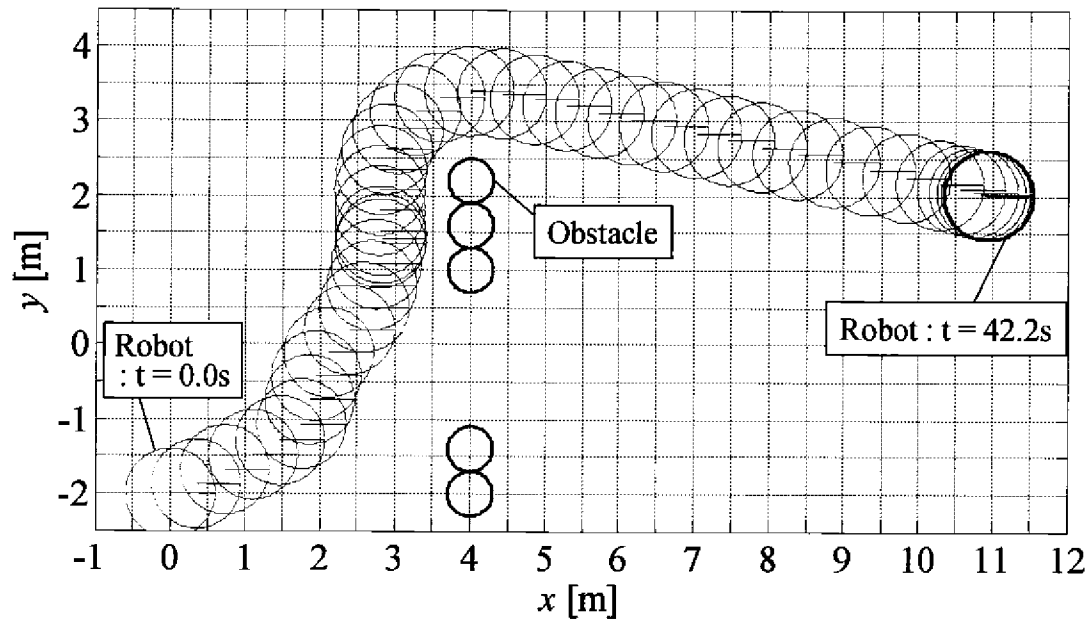 4
3
2
1
0
-1
-2
y [m]
Obstacle
Robot : t = 42.2s
Robot
: t = 0.0s
-1 0 1 2 3 4 5 6 7 8 9 10 11 12
x [m]